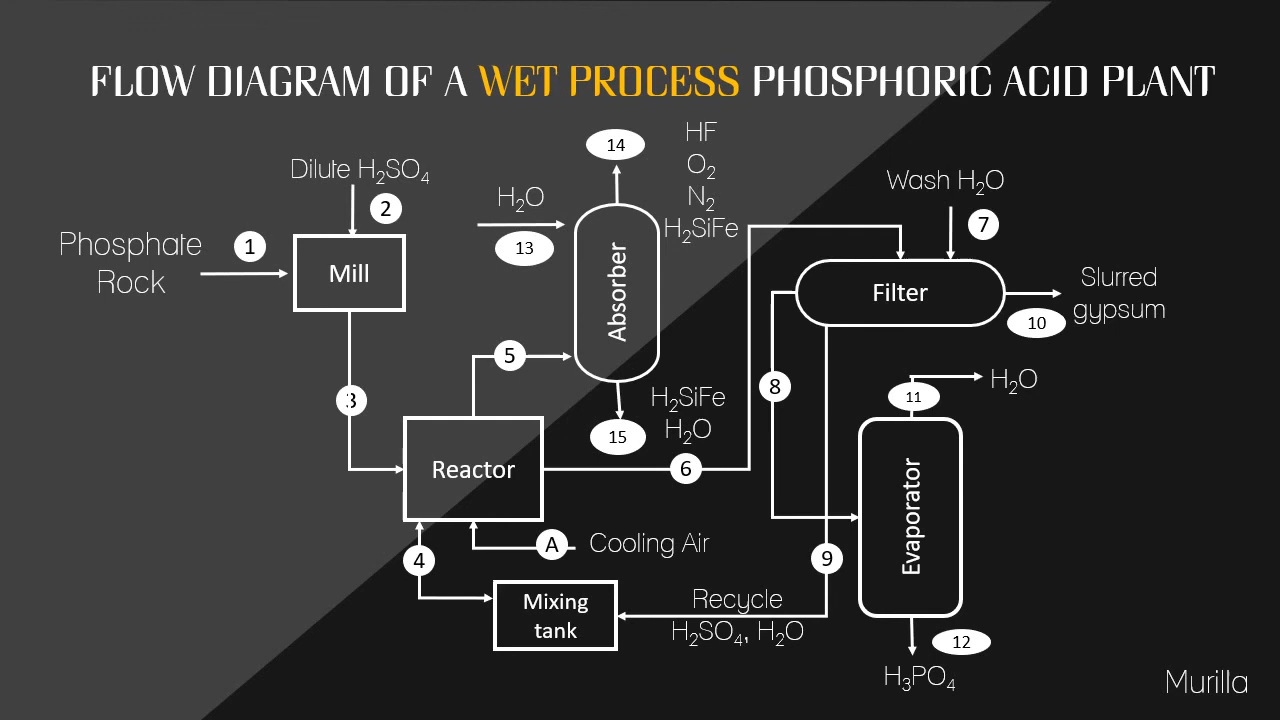 FLOW DIAGRAM OF A WET PROCESS PHOSPHORIC ACID PLANT
14
HF
O₂
N₂
H₂SiFe
Dilute H₂SO₄
2
H₂O
13
Absorber
Wash H₂O
7
Phosphate
Rock
1
Mill
Filter
Slurred
gypsum
10
5
3
8
11
H₂O
H₂SiFe
H₂O
15
Reactor
6
Evaporator
A
Cooling Air
4
9
Mixing
tank
Recycle
H₂SO₄, H₂O
12
H₃PO₄
Murilla